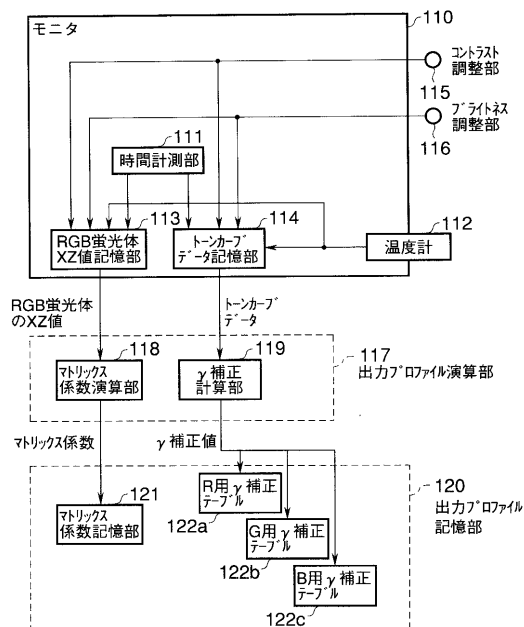 110
モニタ
コントラスト
調整部
115
ブライトネス
調整部
116
111
時間計測部
113
114
112
RGB蛍光体
XZ値記憶部
トーンカーブ
データ記憶部
温度計
RGB蛍光体
のXZ値
トーンカーブ
データ
118
119
117
出力プロファイル演算部
マトリックス
係数演算部
γ補正
計算部
マトリックス係数
γ補正値
120
出力プロファイル
記憶部
121
マトリックス
係数記憶部
R用γ補正
テーブル
122a
G用γ補正
テーブル
122b
B用γ補正
テーブル
122c